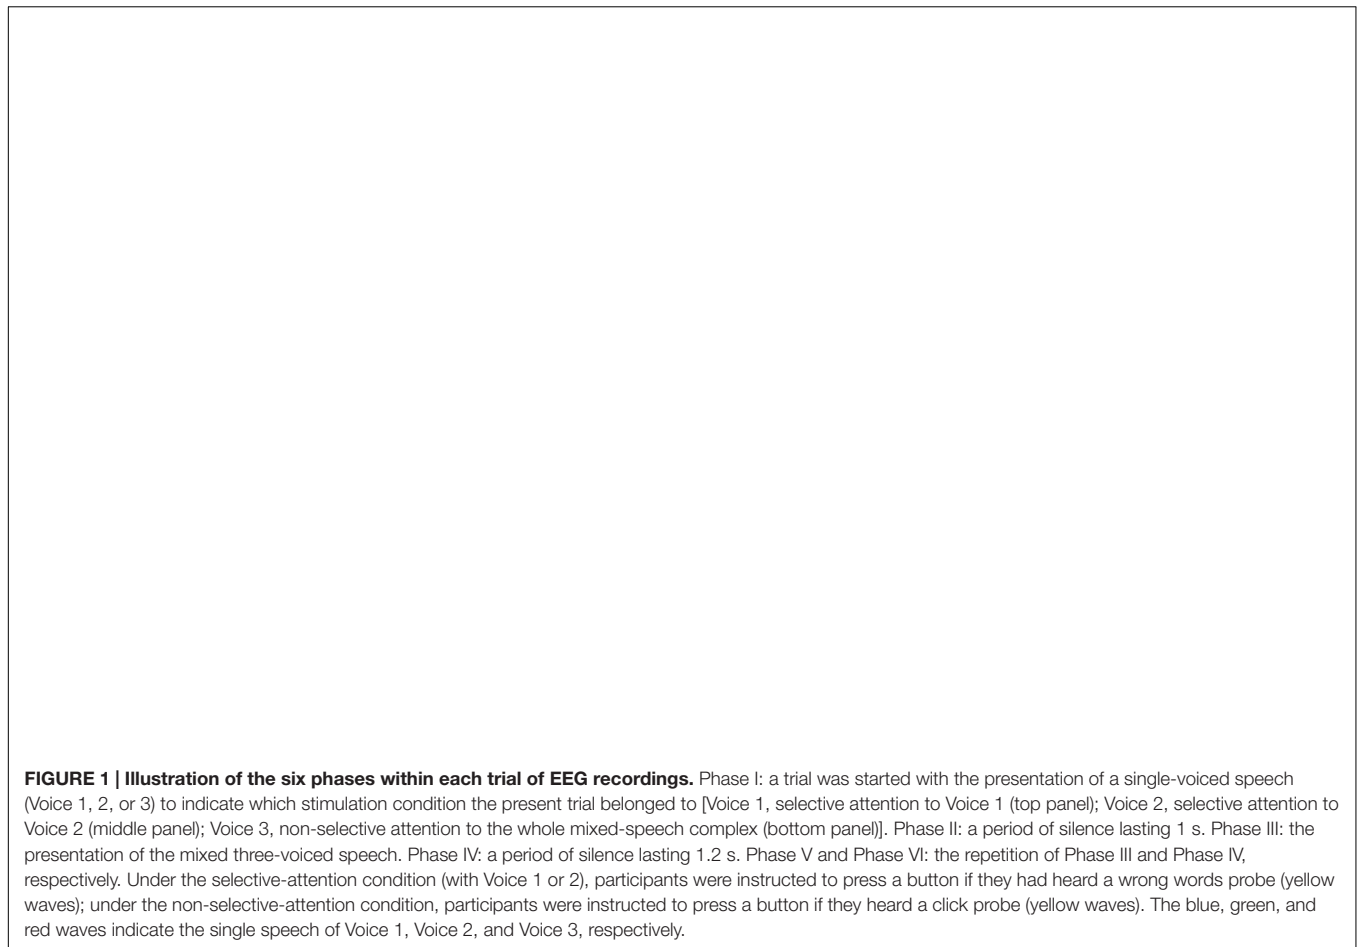 FIGURE 1 | Illustration of the six phases within each trial of EEG recordings. Phase I: a trial was started with the presentation of a single-voiced speech
(Voice 1, 2, or 3) to indicate which stimulation condition the present trial belonged to [Voice 1, selective attention to Voice 1 (top panel); Voice 2, selective attention to
Voice 2 (middle panel); Voice 3, non-selective attention to the whole mixed-speech complex (bottom panel)]. Phase II: a period of silence lasting 1 s. Phase III: the
presentation of the mixed three-voiced speech. Phase IV: a period of silence lasting 1.2 s. Phase V and Phase VI: the repetition of Phase III and Phase IV,
respectively. Under the selective-attention condition (with Voice 1 or 2), participants were instructed to press a button if they had heard a wrong words probe (yellow
waves); under the non-selective-attention condition, participants were instructed to press a button if they heard a click probe (yellow waves). The blue, green, and
red waves indicate the single speech of Voice 1, Voice 2, and Voice 3, respectively.